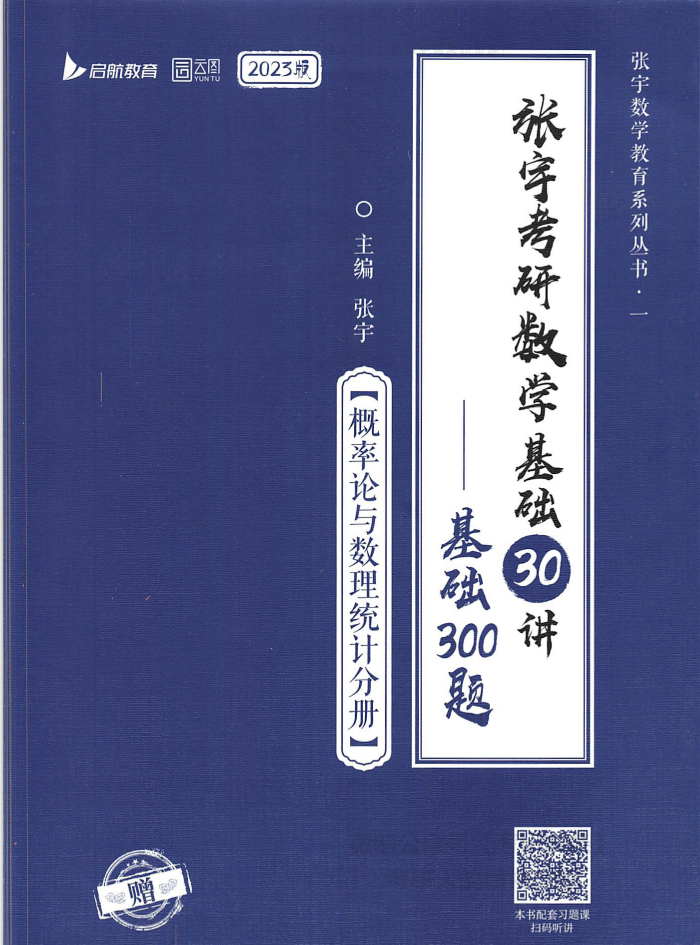 启航教育
云图
YUNTU
2023版
张宇数学教育系列丛书·一
张宇考研数学基础30讲
——基础300题
主编 张宇
【概率论与数理统计分册】
赠
本书配套习题课
扫码听讲